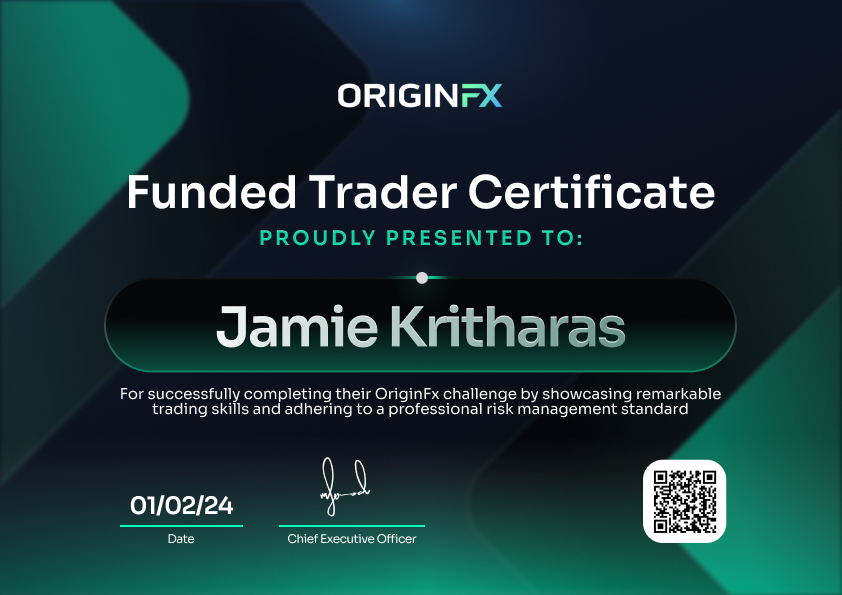 ORIGINFX
Funded Trader Certificate
PROUDLY PRESENTED TO:
Jamie Kritharas
For successfully completing their OriginFx challenge by showcasing remarkable
trading skills and adhering to a professional risk management standard
01/02/24
Date
Chief Executive Officer